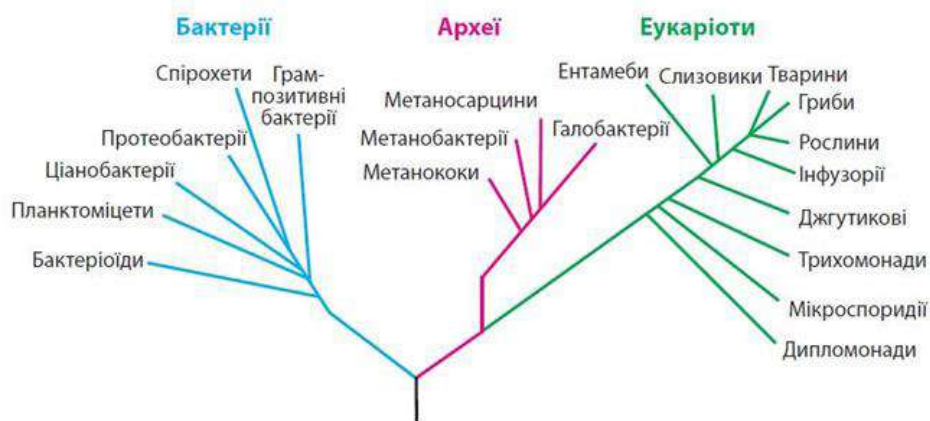 Бактерії
Археї
Еукаріоти
Спірохети
Грам-
позитивні
бактерії
Протеобактерії
Ціанобактерії
Планктоміцети
Бактеріоїди
Метаносарцини
Метанобактерії
Метанококи
Галобактерії
Ентамеби
Слизовики
Тварини
Гриби
Рослини
Інфузорії
Джгутикові
Трихомонади
Мікроспоридії
Дипломонади